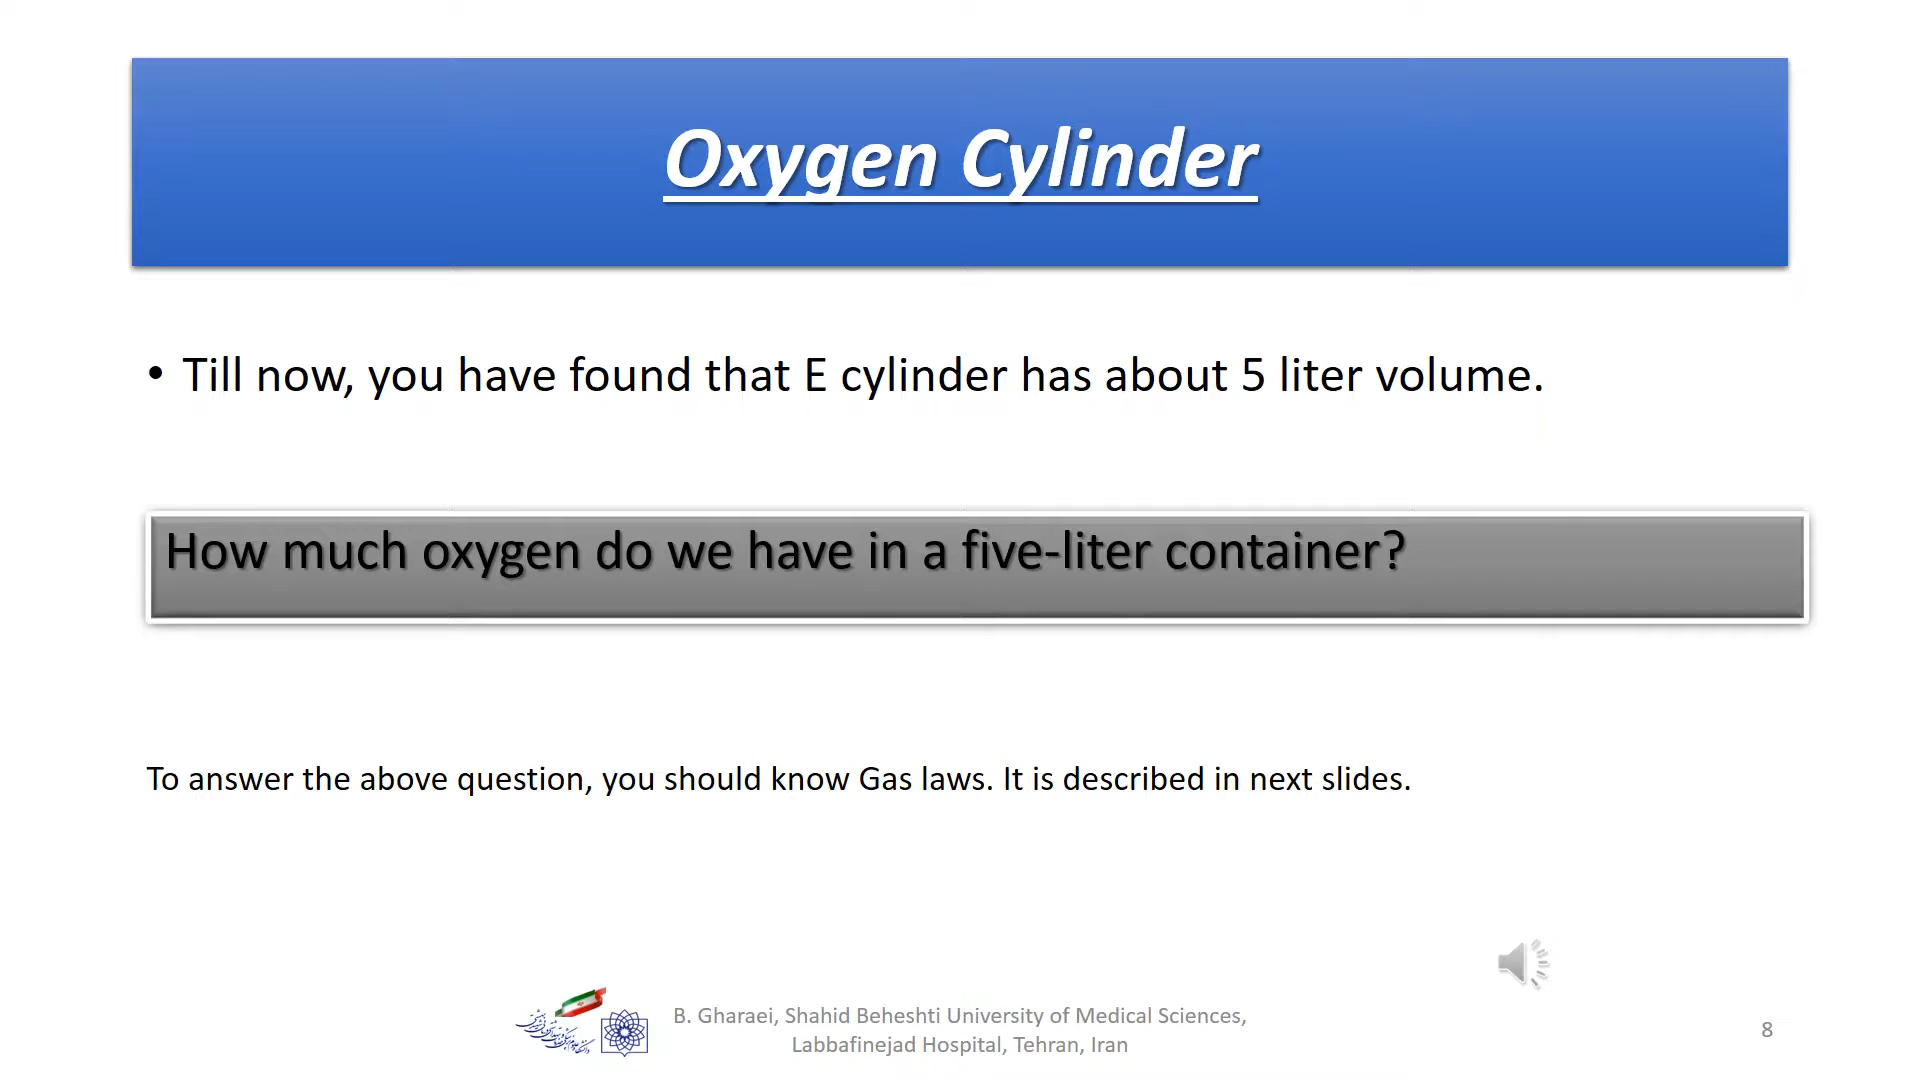 Oxygen Cylinder
• Till now, you have found that E cylinder has about 5 liter volume.
How much oxygen do we have in a five-liter container?
To answer the above question, you should know Gas laws. It is described in next slides.
B. Gharaei, Shahid Beheshti University of Medical Sciences,
Labbafinejad Hospital, Tehran, Iran
8